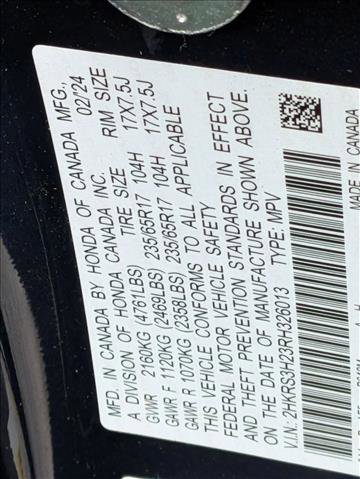 MFD. IN CANADA BY HONDA OF CANADA MFG.,
A DIVISION OF HONDA CANADA INC. 02/24
TIRE SIZE RIM SIZE
GVWR 2160KG (4761LBS)
GAWR F 1120KG (2469LBS) 235/65R17 104H 17X7.5J
GAWR R 1070KG (2358LBS) 235/65R17 104H 17X7.5J
THIS VEHICLE CONFORMS TO ALL APPLICABLE
FEDERAL MOTOR VEHICLE SAFETY
AND THEFT PREVENTION STANDARDS IN EFFECT
ON THE DATE OF MANUFACTURE SHOWN ABOVE.
V.I.N.: 2HKRS3H23RH326013 TYPE: MPV
MADE IN CANADA